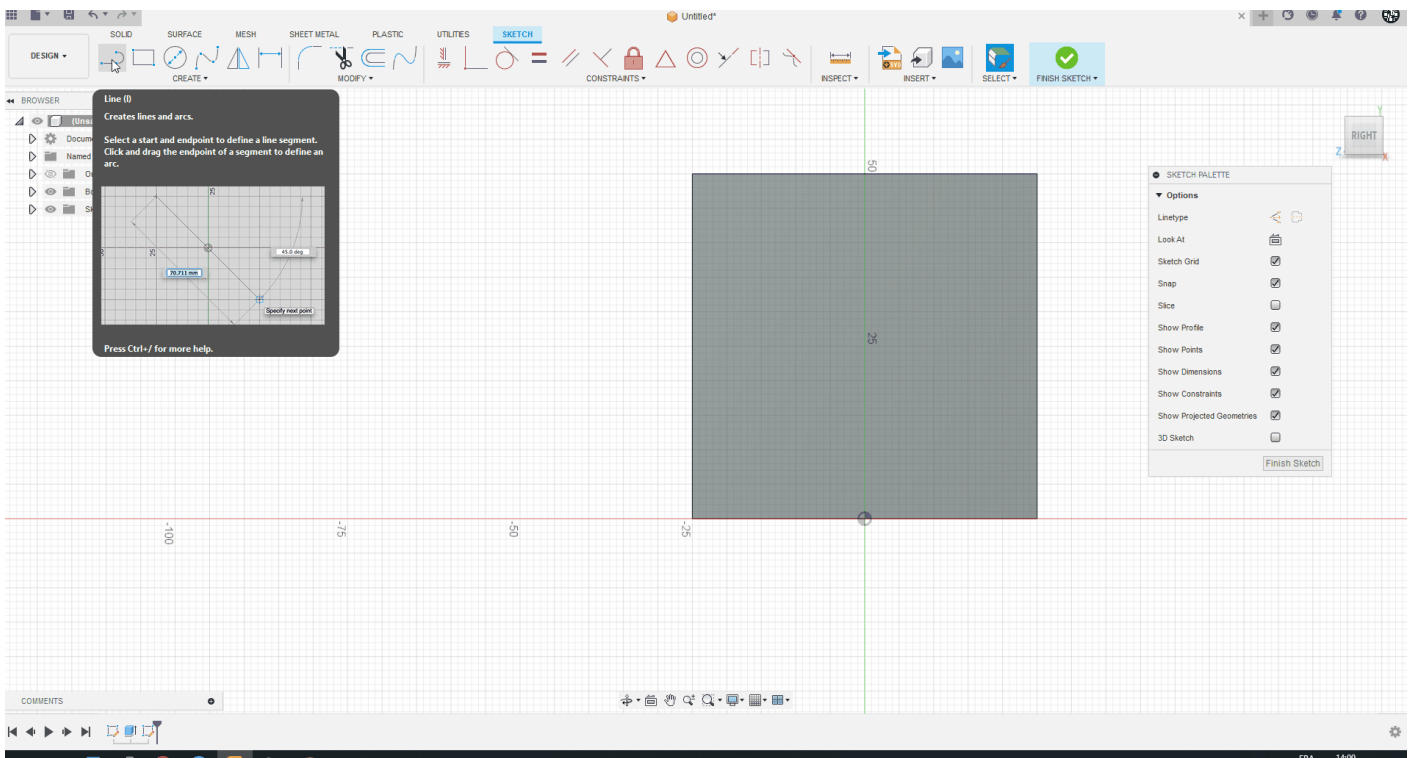 Untitled*
SOLID SURFACE MESH SHEET METAL PLASTIC UTILITIES SKETCH
DESIGN
CREATE MODIFY CONSTRAINTS INSPECT INSERT SELECT FINISH SKETCH
BROWSER
Line (l)
Creates lines and arcs.
Select a start and endpoint to define a line segment.
Click and drag the endpoint of a segment to define an
arc.
25
25
45.0 deg
70.711 mm
Specify next point
Press Ctrl+/ for more help.
Named
50
25
-100
-75
-50
-25
RIGHT
Y
Z
X
SKETCH PALETTE
Options
Linetype
Look At
Sketch Grid
Snap
Slice
Show Profile
Show Points
Show Dimensions
Show Constraints
Show Projected Geometries
3D Sketch
Finish Sketch
COMMENTS